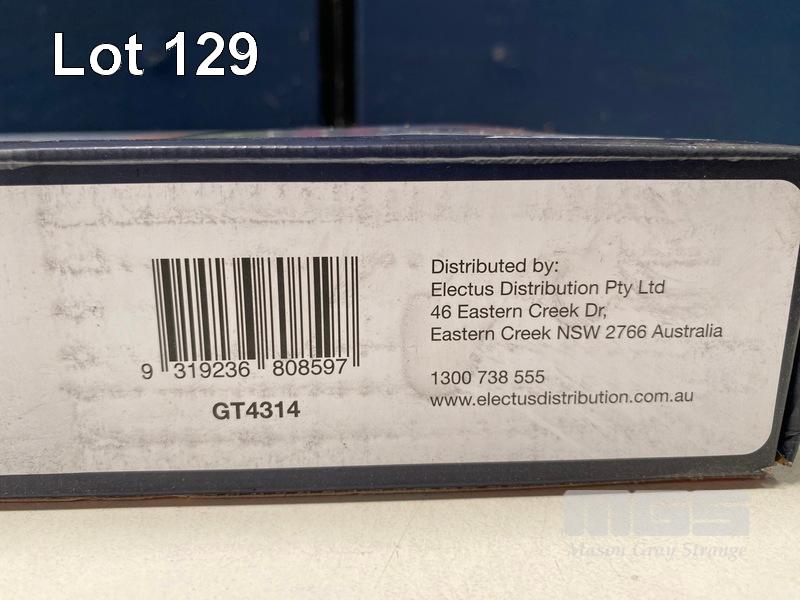 Lot 129
Distributed by:
Electus Distribution Pty Ltd
46 Eastern Creek Dr,
Eastern Creek NSW 2766 Australia
1300 738 555
www.electusdistribution.com.au
9 319236 808597
GT4314
MGS
Mason Gray Strange